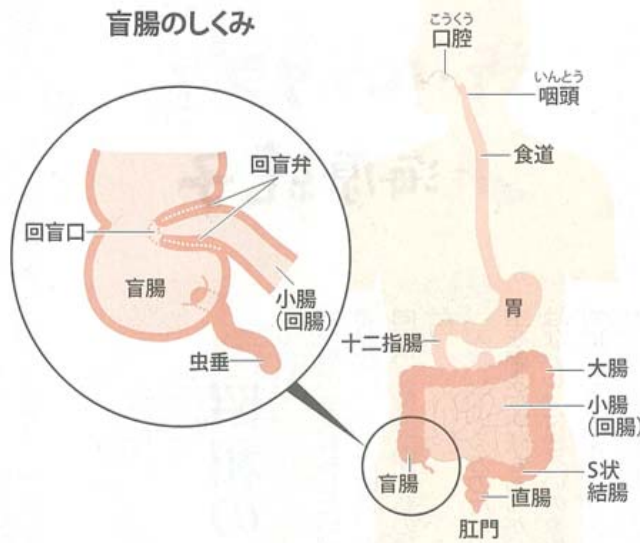 盲腸のしくみ
こうくう
口腔
いんとう
咽頭
食道
胃
十二指腸
大腸
小腸
(回腸)
S状
結腸
盲腸
直腸
肛門
回盲弁
回盲口
盲腸
小腸
(回腸)
虫垂